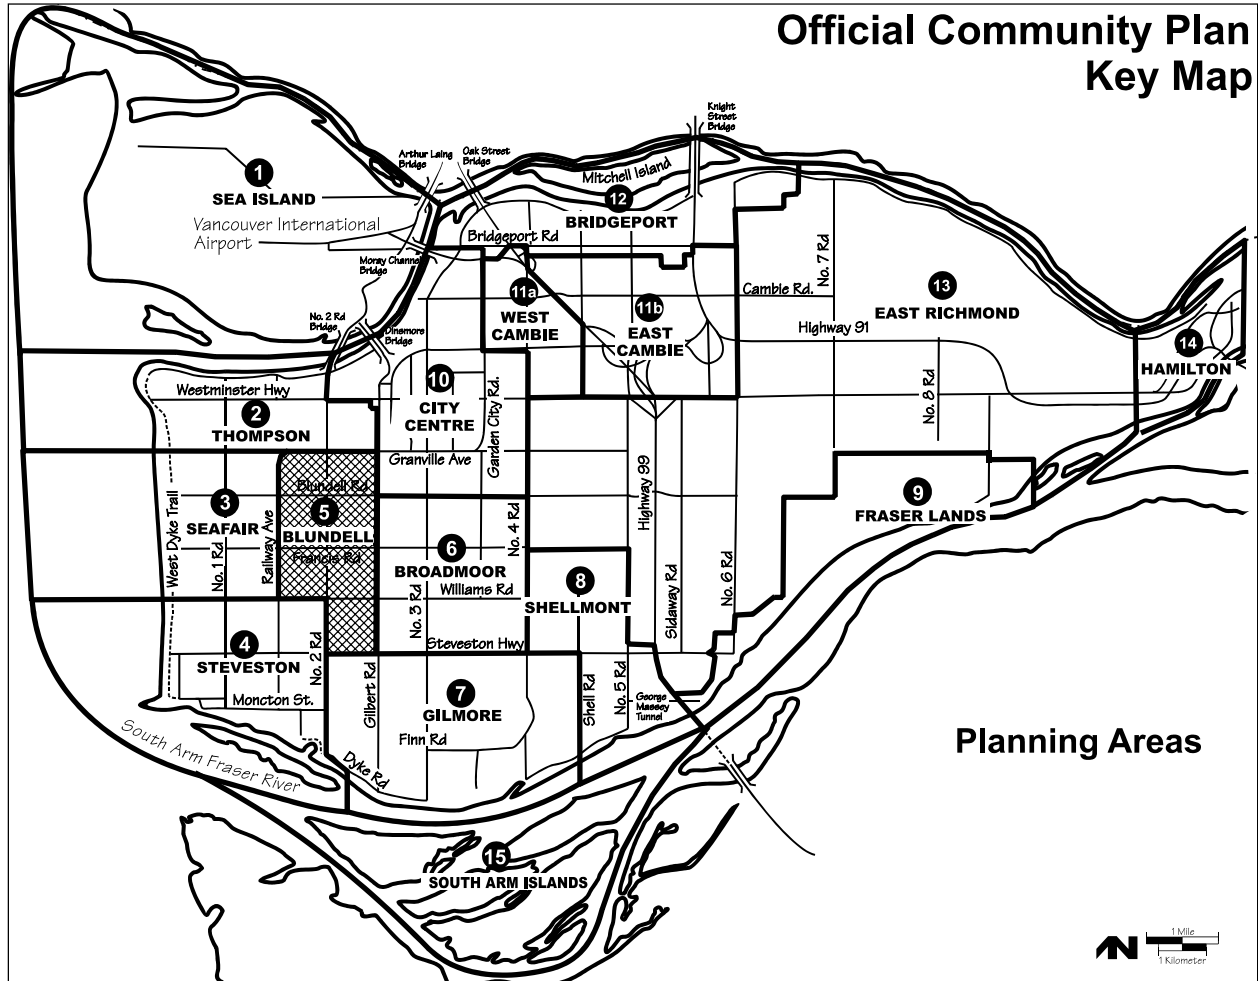 Official Community Plan
Key Map
Knight
Street
Bridge
Arthur Laing
Bridge
Oak Street
Bridge
Mitchell Island
1
SEA ISLAND
12
BRIDGEPORT
Vancouver International
Airport
Bridgeport Rd
Moray Channel
Bridge
No. 7 Rd
11a
WEST
CAMBIE
11b
EAST
CAMBIE
Cambie Rd.
13
EAST RICHMOND
No. 2 Rd
Bridge
Dinsmore
Bridge
Highway 91
14
HAMILTON
Westminster Hwy
10
CITY
CENTRE
Garden City Rd.
No. 8 Rd
2
THOMPSON
Granville Ave
Blundell Rd
Highway 99
West Dyke Trail
3
SEAFAIR
No. 1 Rd
Railway Ave
5
BLUNDELL
Francis Rd
6
BROADMOOR
No. 4 Rd
9
FRASER LANDS
Williams Rd
8
SHELLMONT
No. 3 Rd
Sidaway Rd
No. 6 Rd
4
STEVESTON
No. 2 Rd
Steveston Hwy
Moncton St.
Gilbert Rd
7
GILMORE
Shell Rd
No. 5 Rd
George
Massey
Tunnel
Finn Rd
Dyke Rd
South Arm Fraser River
Planning Areas
15
SOUTH ARM ISLANDS
N
1 Mile
1 Kilometer